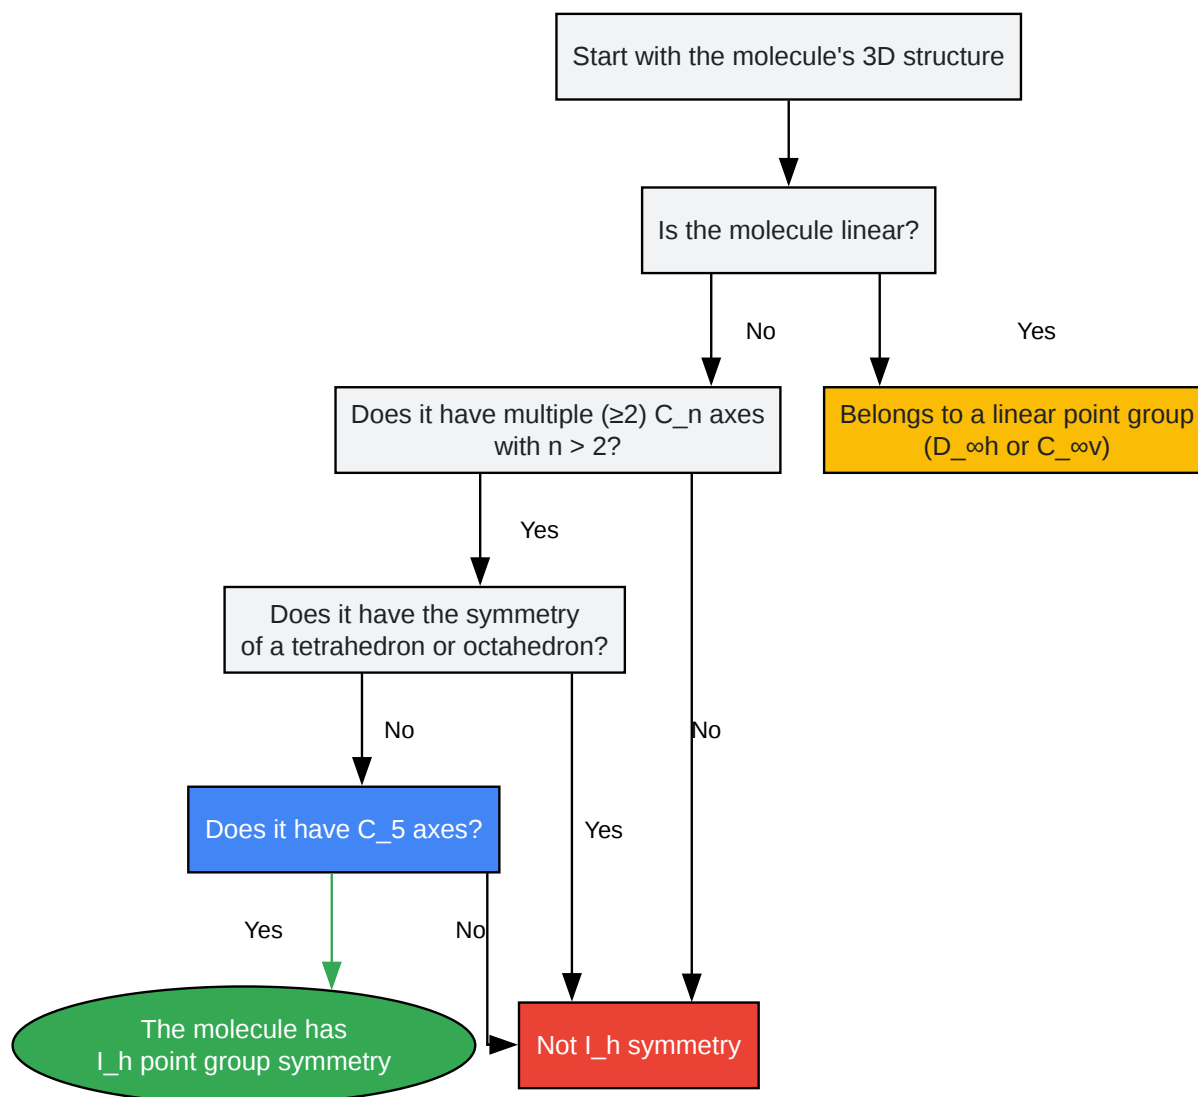 Start with the molecule's 3D structure
Is the molecule linear?
No
Yes
Does it have multiple (≥2) C_n axes
with n > 2?
Belongs to a linear point group
(D_∞h or C_∞v)
Yes
Does it have the symmetry
of a tetrahedron or octahedron?
No
No
Does it have C_5 axes?
Yes
Yes
No
The molecule has
I_h point group symmetry
Not I_h symmetry